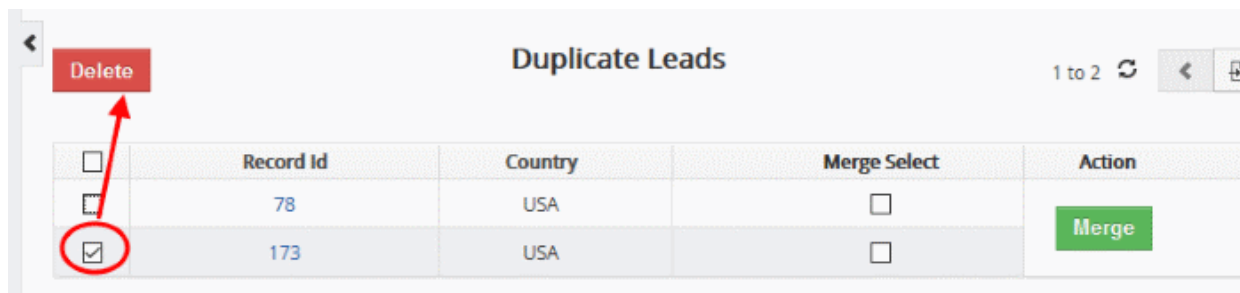 Delete
Duplicate Leads
1 to 2
Record Id Country Merge Select Action
78 USA
173 USA
Merge